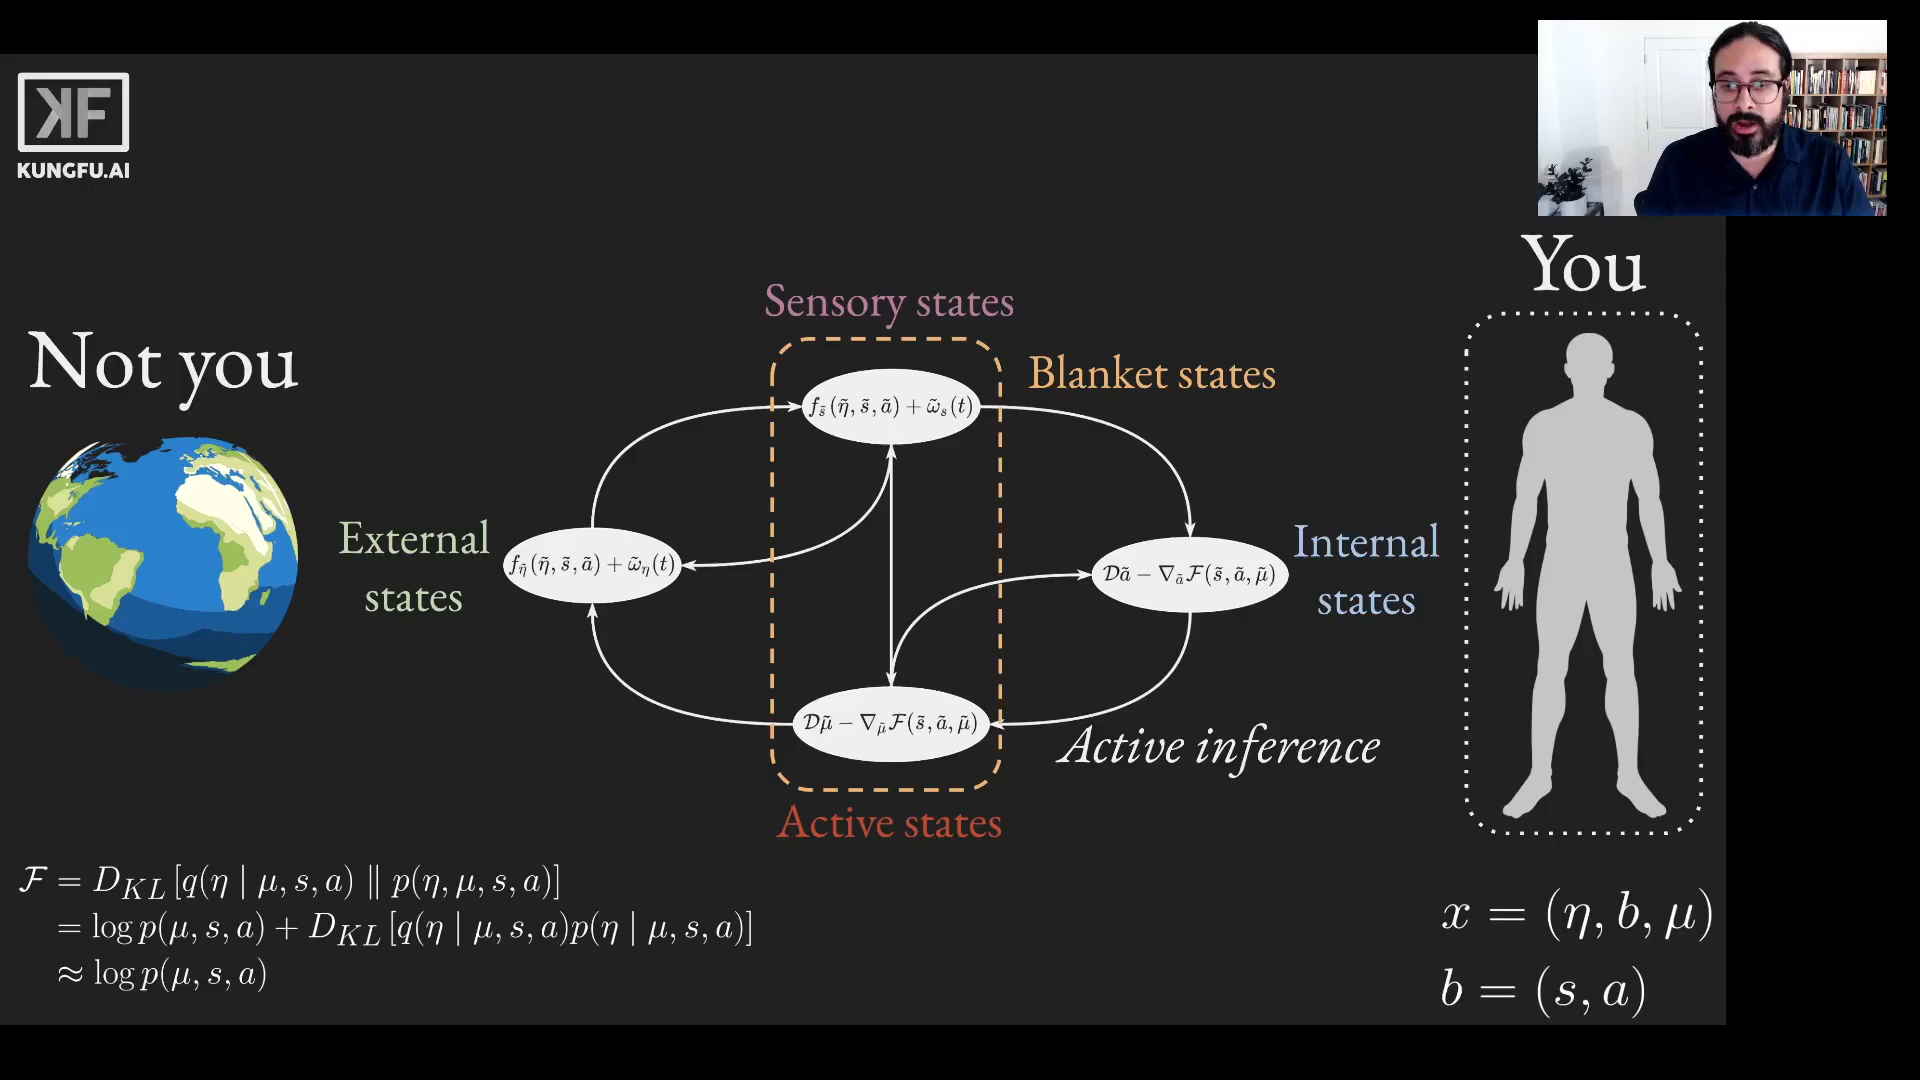 KF
KUNGFU.AI
You
Not you
Sensory states
Blanket states
$f_{\tilde{s}}(\tilde{\eta}, \tilde{s}, \tilde{a}) + \tilde{\omega}_s(t)$
External
states
$f_{\tilde{\eta}}(\tilde{\eta}, \tilde{s}, \tilde{a}) + \tilde{\omega}_\eta(t)$
$\mathcal{D}\tilde{a} - \nabla_{\tilde{a}} \mathcal{F}(\tilde{s}, \tilde{a}, \tilde{\mu})$
Internal
states
$\mathcal{D}\tilde{\mu} - \nabla_{\tilde{\mu}} \mathcal{F}(\tilde{s}, \tilde{a}, \tilde{\mu})$
Active inference
Active states
$\mathcal{F} = D_{KL}[q(\eta \mid \mu, s, a) \parallel p(\eta, \mu, s, a)]$
$= \log p(\mu, s, a) + D_{KL}[q(\eta \mid \mu, s, a)p(\eta \mid \mu, s, a)]$
$\approx \log p(\mu, s, a)$
$x = (\eta, b, \mu)$
$b = (s, a)$